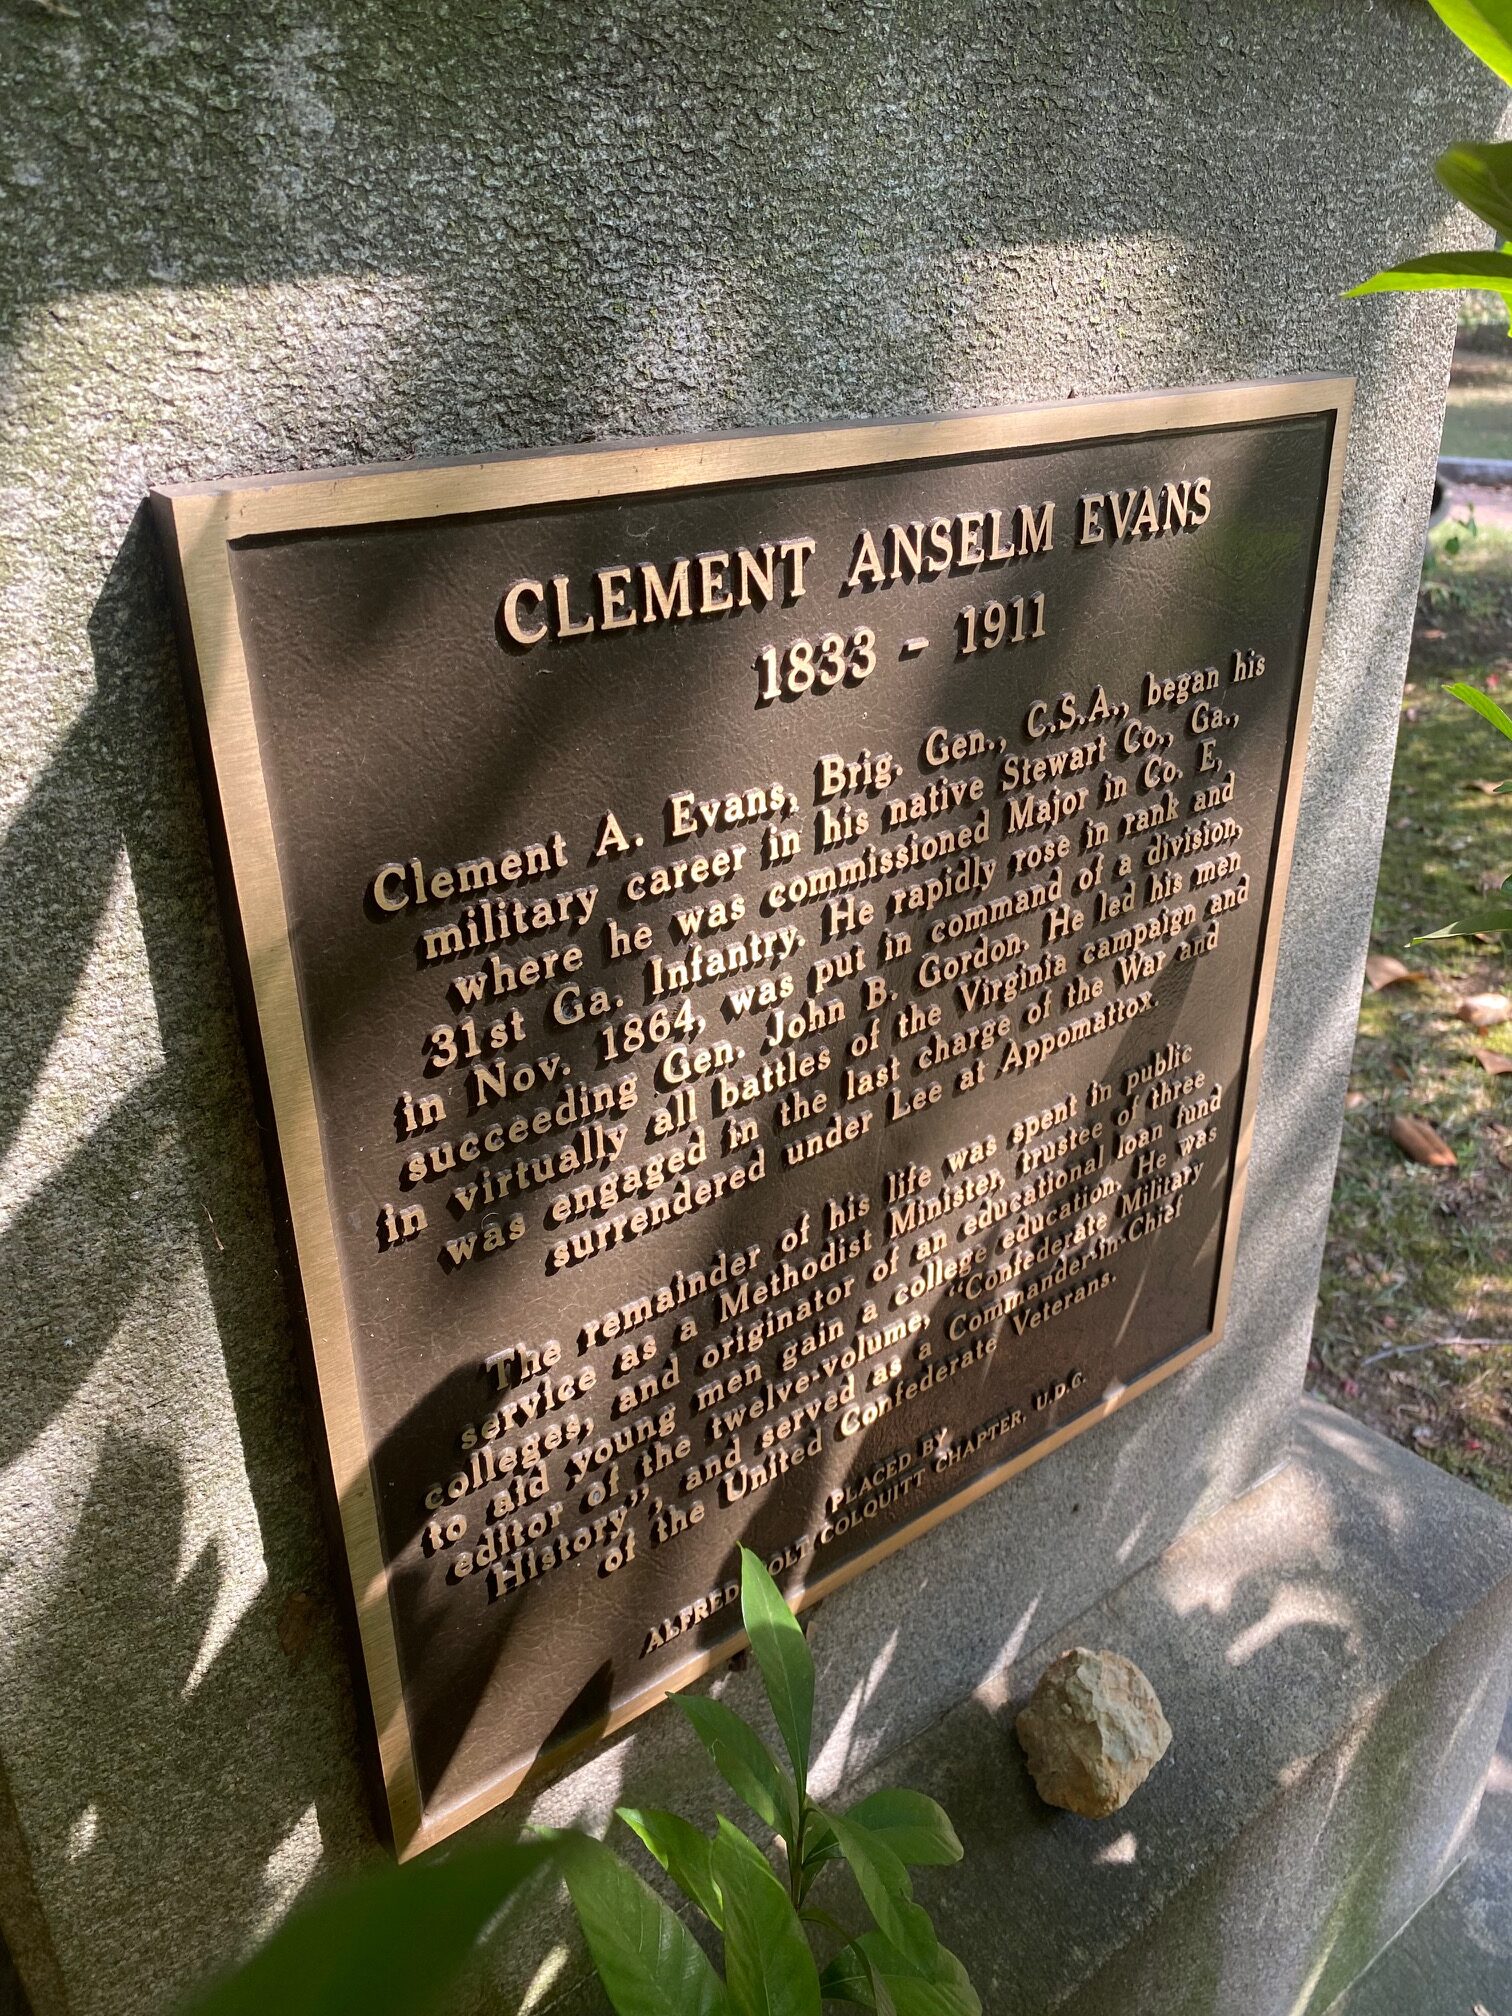 CLEMENT ANSELM EVANS
1833 - 1911
Clement A. Evans, Brig. Gen., C.S.A., began his
military career in his native Stewart Co., Ga.,
where he was commissioned Major in Co. E,
31st Ga. Infantry. He rapidly rose in rank and
in Nov. 1864, was put in command of a division,
succeeding Gen. John B. Gordon. He led his men
in virtually all battles of the Virginia campaign and
was engaged in the last charge of the War and
surrendered under Lee at Appomattox.
The remainder of his life was spent in public
service as a Methodist Minister, trustee of three
colleges, and originator of an educational loan fund
to aid young men gain a college education. He was
editor of the twelve-volume, "Confederate Military
History", and served as a Commander-in-Chief
of the United Confederate Veterans.
PLACED BY
ALFRED HOLT COLQUITT CHAPTER, U.D.C.